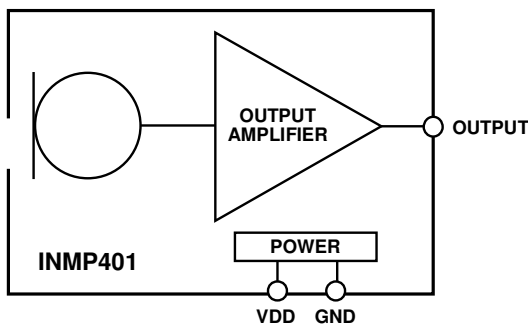 OUTPUT
AMPLIFIER
OUTPUT
POWER
INMP401
VDD GND